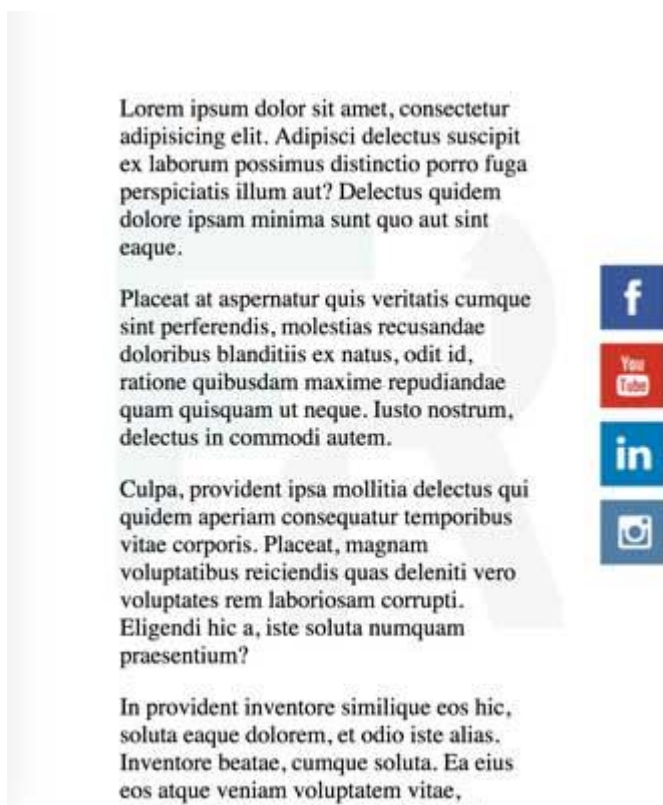 Lorem ipsum dolor sit amet, consectetur
adipisicing elit. Adipisci delectus suscipit
ex laborum possimus distinctio porro fuga
perspiciatis illum aut? Delectus quidem
dolore ipsam minima sunt quo aut sint
eaque.
Placeat at aspernatur quis veritatis cumque
sint perferendis, molestias recusandae
doloribus blanditiis ex natus, odit id,
ratione quibusdam maxime repudiandae
quam quisquam ut neque. Iusto nostrum,
delectus in commodi autem.
Culpa, provident ipsa mollitia delectus qui
quidem aperiam consequatur temporibus
vitae corporis. Placeat, magnam
voluptatibus reiciendis quas deleniti vero
voluptates rem laboriosam corrupti.
Eligendi hic a, iste soluta numquam
praesentium?
In provident inventore similique eos hic,
soluta eaque dolorem, et odio iste alias.
Inventore beatae, cumque soluta. Ea eius
eos atque veniam voluptatem vitae,
f
You
Tube
in